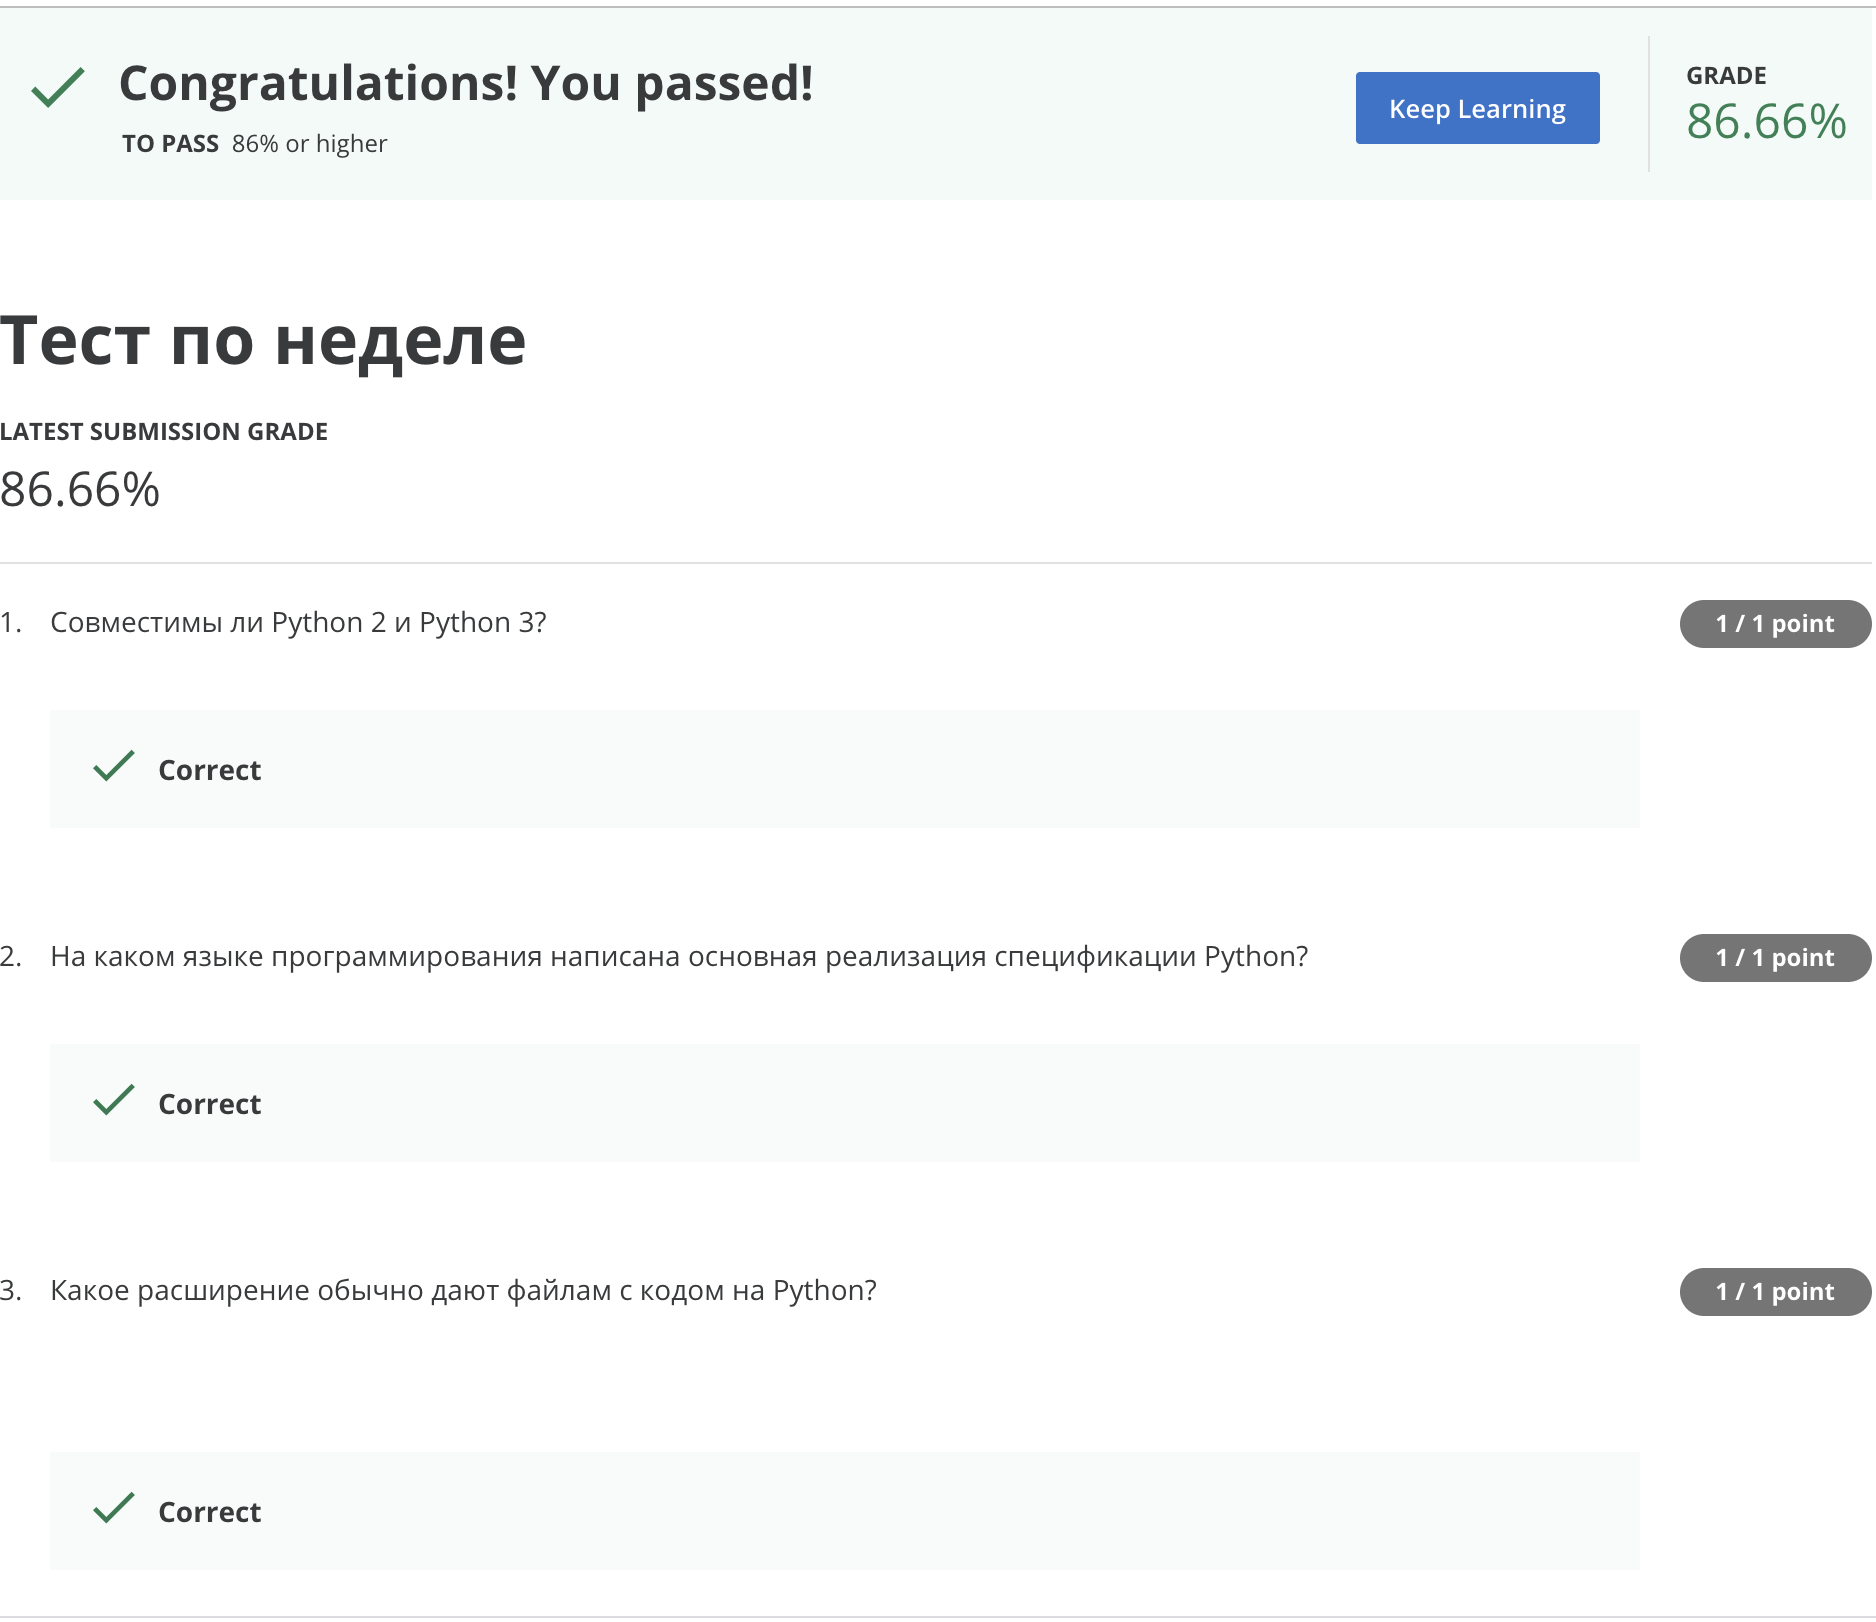 Congratulations! You passed!
TO PASS 86% or higher
Keep Learning
GRADE
86.66%
Тест по неделе
LATEST SUBMISSION GRADE
86.66%
1. Совместимы ли Python 2 и Python 3?
1 / 1 point
Correct
2. На каком языке программирования написана основная реализация спецификации Python?
1 / 1 point
Correct
3. Какое расширение обычно дают файлам с кодом на Python?
1 / 1 point
Correct